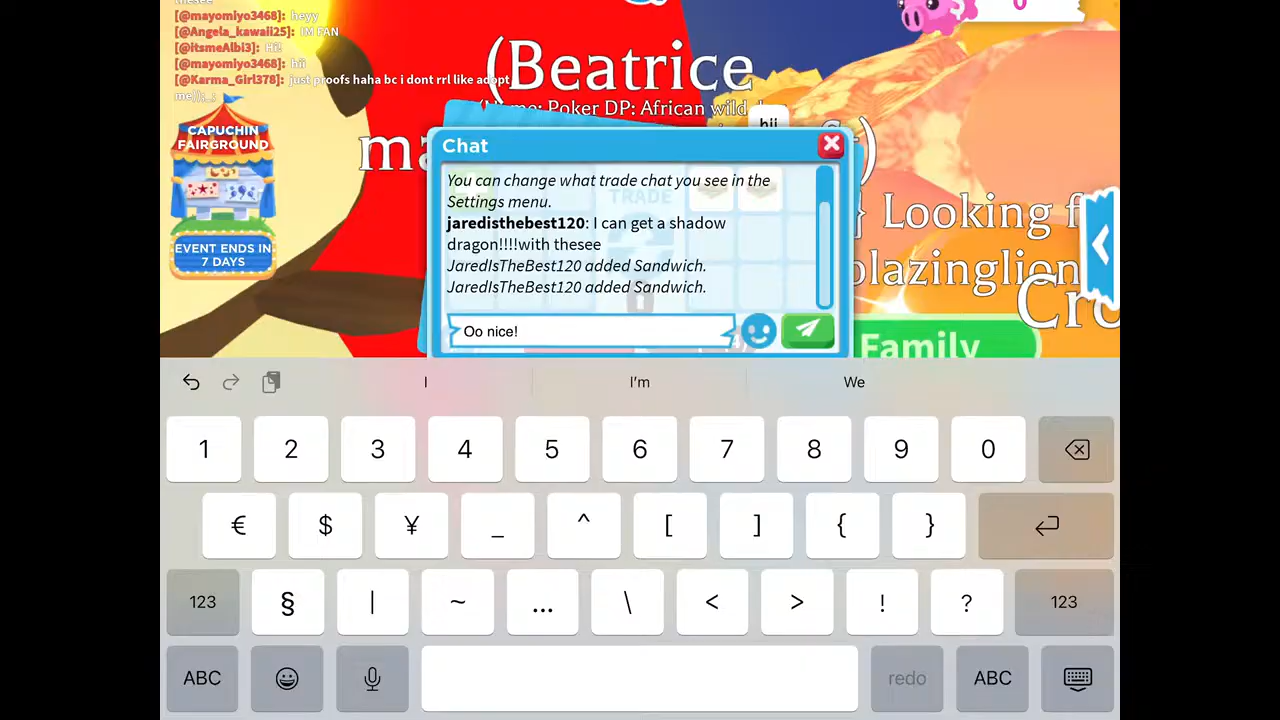 [@mayomiyo3468]: heyy
[@Angela_kawaii25]: IM FAN
[@itsmeAlbi3]: Hi!
[@mayomiyo3468]: hii
[@Karma_Girl378]: just proofs haha bc i dont rrl like adopt
me));_;
CAPUCHIN
FAIRGROUND
EVENT ENDS IN
7 DAYS
(Beatrice
Poker DP: African wild
hii
Looking f
Chat
TRADE
You can change what trade chat you see in the
Settings menu.
jaredisthebest120: I can get a shadow
dragon!!!!with thesee
JaredIsTheBest120 added Sandwich.
JaredIsTheBest120 added Sandwich.
Oo nice!
Family
I I'm We
1 2 3 4 5 6 7 8 9 0
€ $ ¥ _ ^ [ ] { }
123 § | ~ ... \ < > ! ? 123
ABC redo ABC